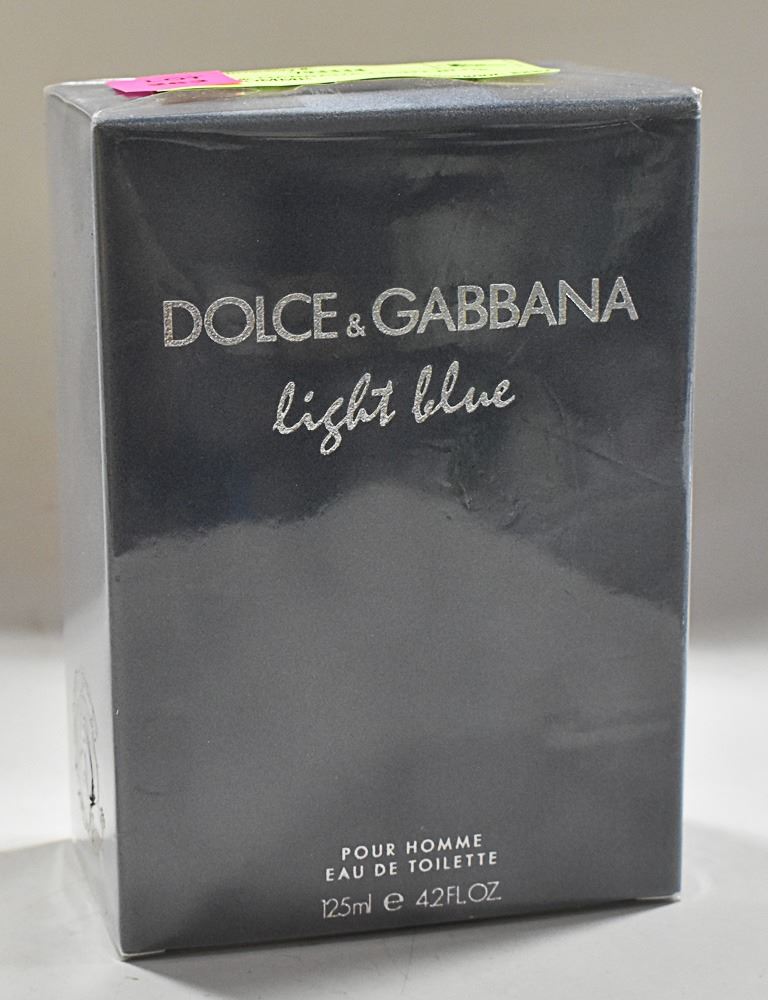 DOLCE & GABBANA
light blue
POUR HOMME
EAU DE TOILETTE
125ml e 4.2FL.OZ.